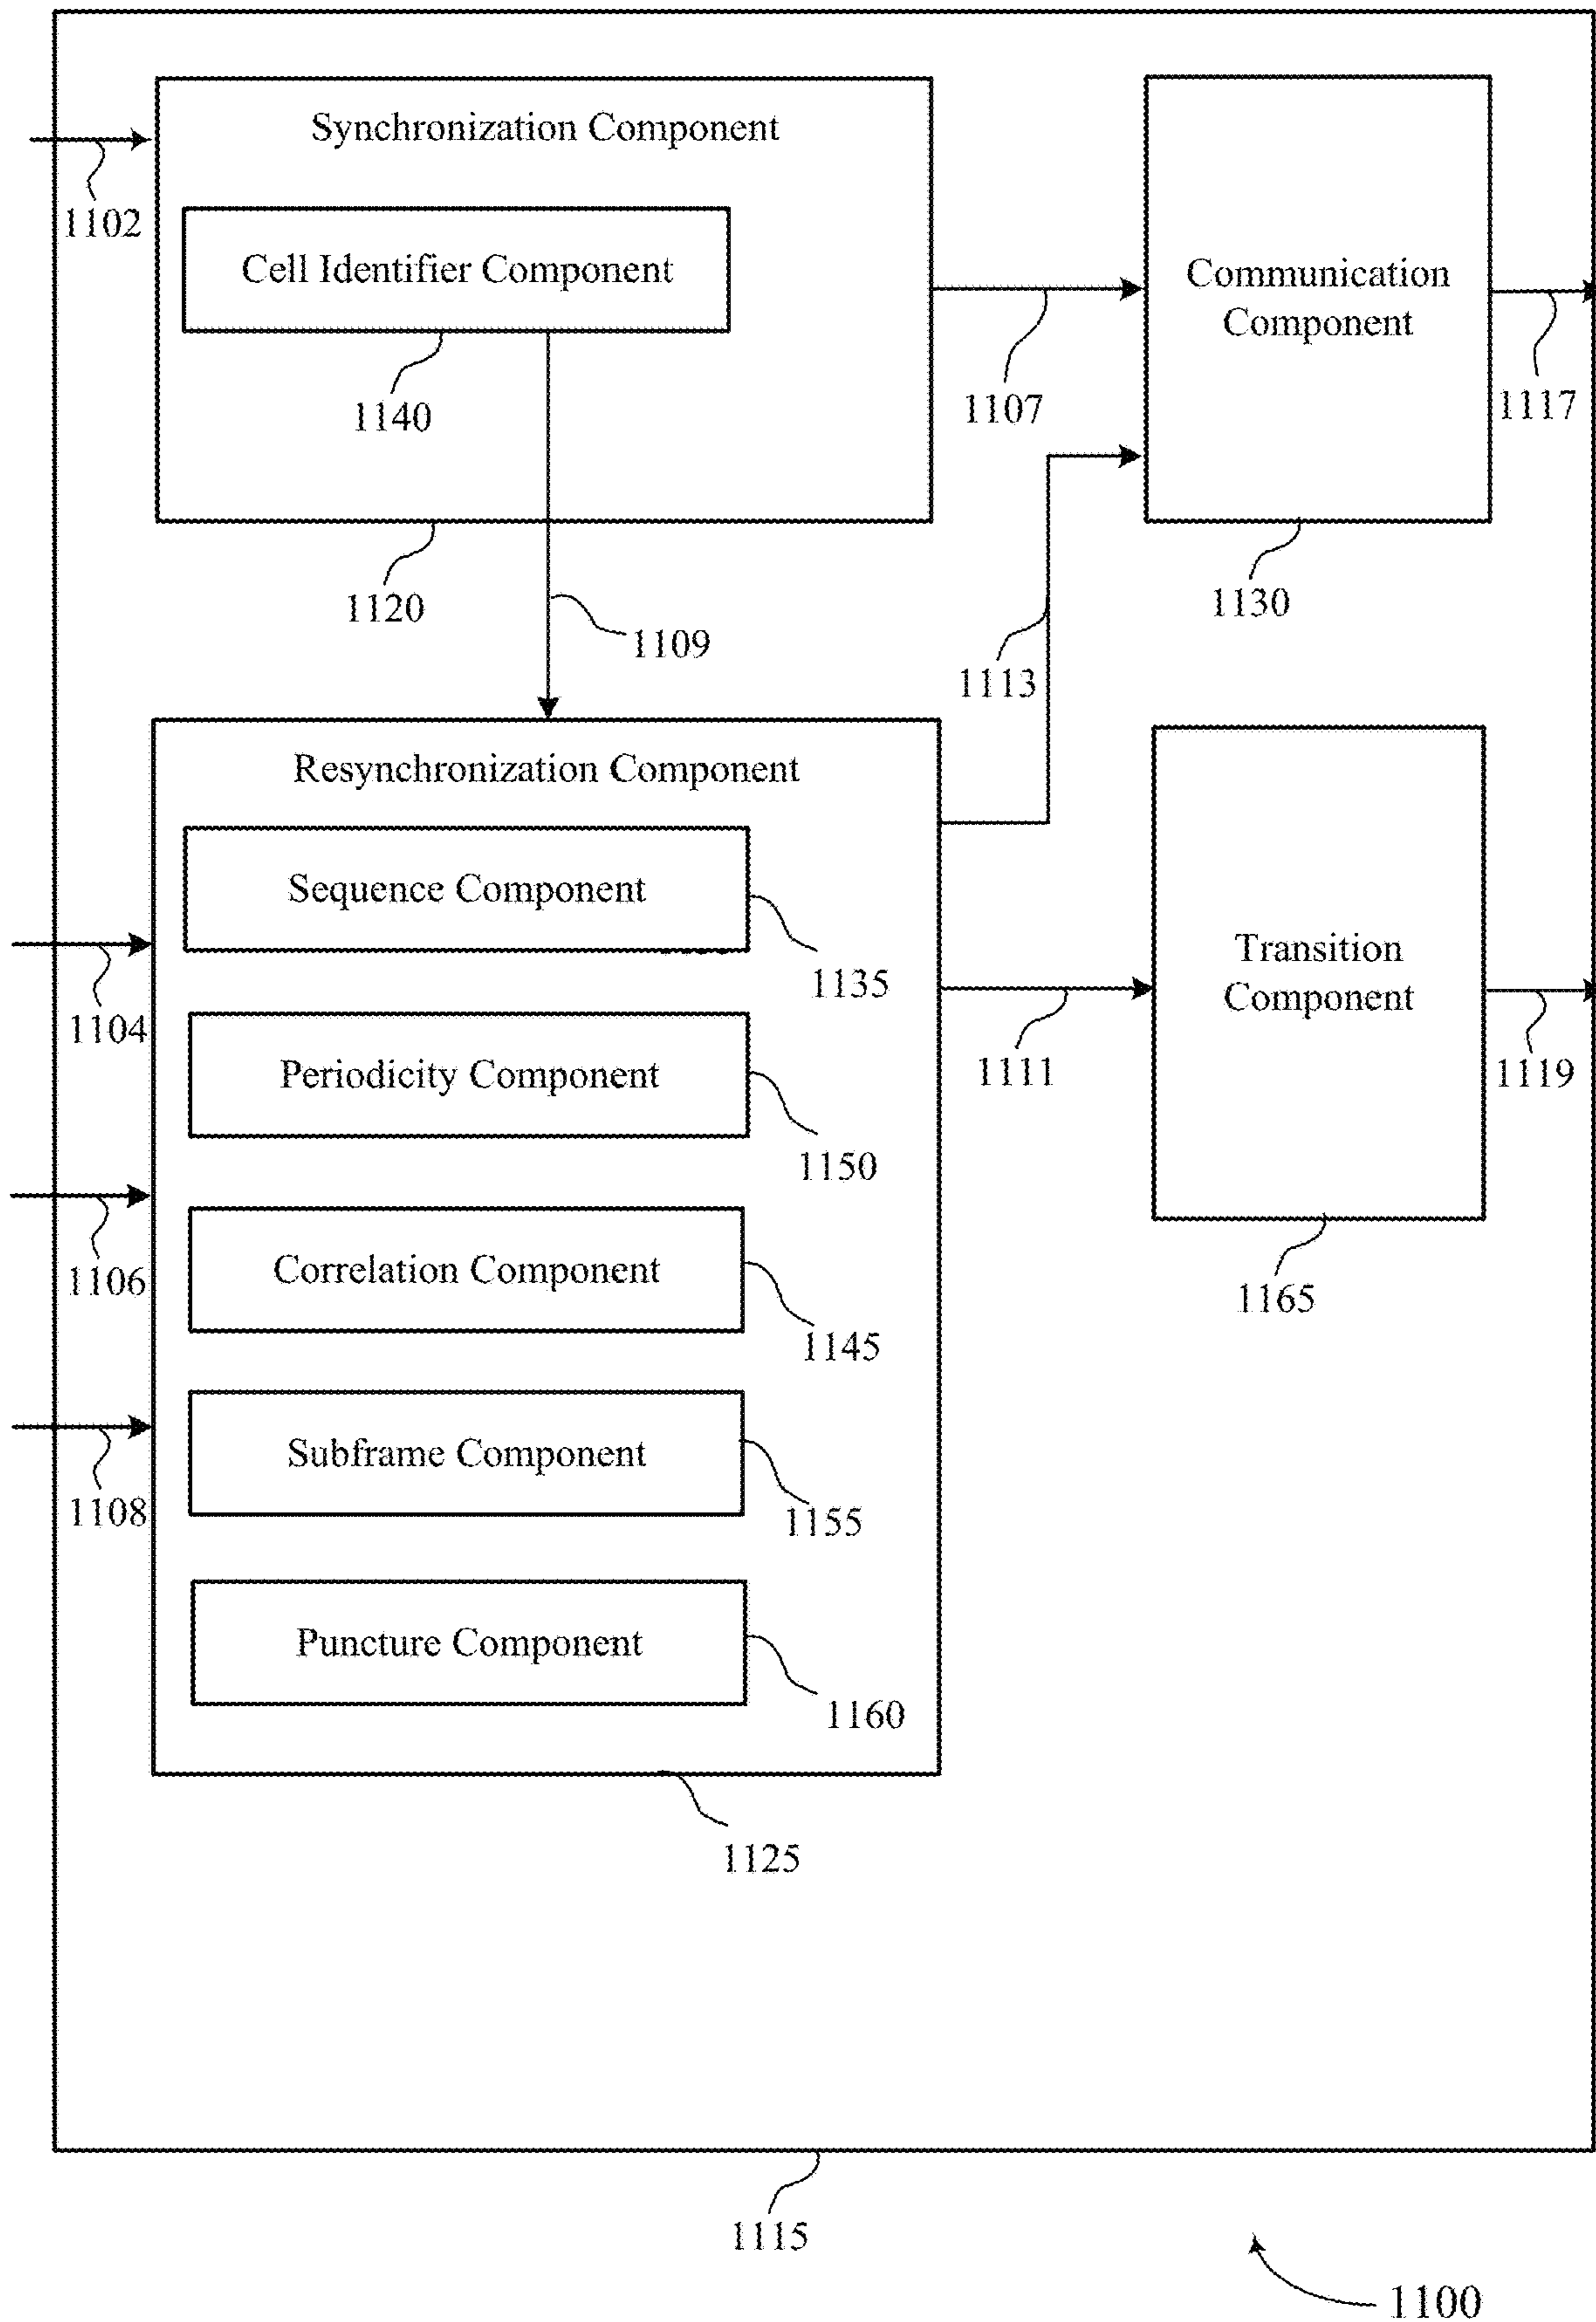 Synchronization Component
1102
Cell Identifier Component
Communication
Component
1140
1107
1117
1120
1130
1109
1113
Resynchronization Component
Sequence Component
1135
Transition
Component
1104
Periodicity Component
1111
1119
1150
1106
Correlation Component
1165
1145
Subframe Component
1108
1155
Puncture Component
1160
1125
1115
1100